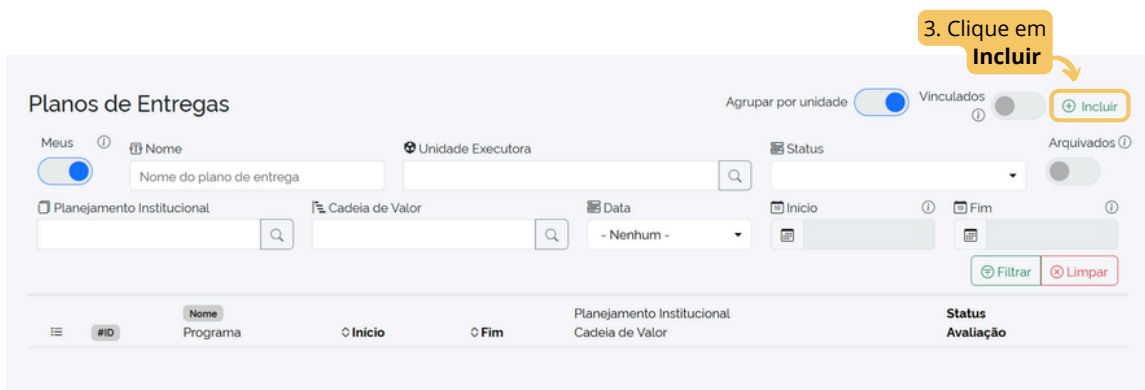 3. Clique em
Incluir
Planos de Entregas
Agrupar por unidade
Vinculados
Incluir
Meus
Nome
Unidade Executora
Status
Arquivados
Nome do plano de entrega
Planejamento Institucional
Cadeia de Valor
Data
Início
Fim
- Nenhum -
Filtrar
Limpar
#ID
Nome
Programa
Início
Fim
Planejamento Institucional
Cadeia de Valor
Status
Avaliação